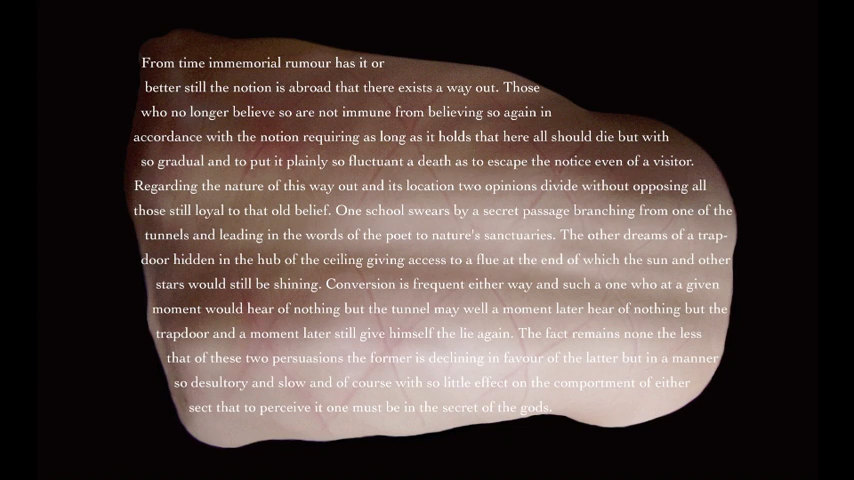 From time immemorial rumour has it or
better still the notion is abroad that there exists a way out. Those
who no longer believe so are not immune from believing so again in
accordance with the notion requiring as long as it holds that here all should die but with
so gradual and to put it plainly so fluctuant a death as to escape the notice even of a visitor.
Regarding the nature of this way out and its location two opinions divide without opposing all
those still loyal to that old belief. One school swears by a secret passage branching from one of the
tunnels and leading in the words of the poet to nature's sanctuaries. The other dreams of a trap-
door hidden in the hub of the ceiling giving access to a flue at the end of which the sun and other
stars would still be shining. Conversion is frequent either way and such a one who at a given
moment would hear of nothing but the tunnel may well a moment later hear of nothing but the
trapdoor and a moment later still give himself the lie again. The fact remains none the less
that of these two persuasions the former is declining in favour of the latter but in a manner
so desultory and slow and of course with so little effect on the comportment of either
sect that to perceive it one must be in the secret of the gods.